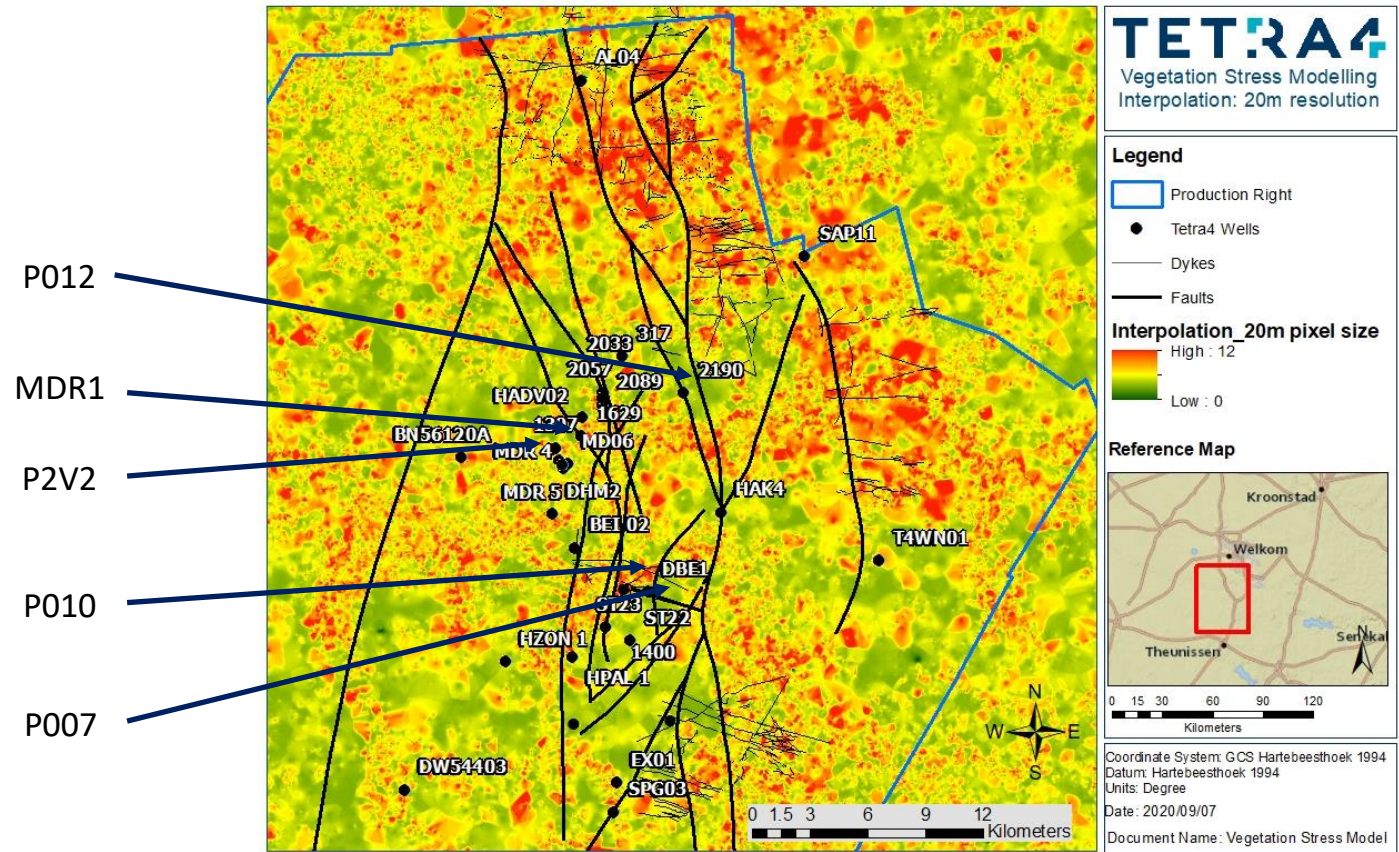 P012
MDR1
P2V2
P010
P007
AL04
SAP11
317
2033
2190
2057
2089
HADV02
1629
BN56120A
MD06
MDR 4
MDR 5
DHM2
HAK4
BET02
T4WN01
DBE1
ST23
ST22
HZON 1
1400
HPAL 1
DW54403
EX01
SPG03
N
W
E
S
0 1.5 3 6 9 12
Kilometers
TETRA4
Vegetation Stress Modelling
Interpolation: 20m resolution
Legend
Production Right
Tetra4 Wells
Dykes
Faults
Interpolation_20m pixel size
High : 12
Low : 0
Reference Map
Kroonstad
Welkom
Senekal
Theunissen
N
0 15 30 60 90 120
Kilometers
Coordinate System: GCS Hartebeesthoek 1994
Datum: Hartebeesthoek 1994
Units: Degree
Date: 2020/09/07
Document Name: Vegetation Stress Model